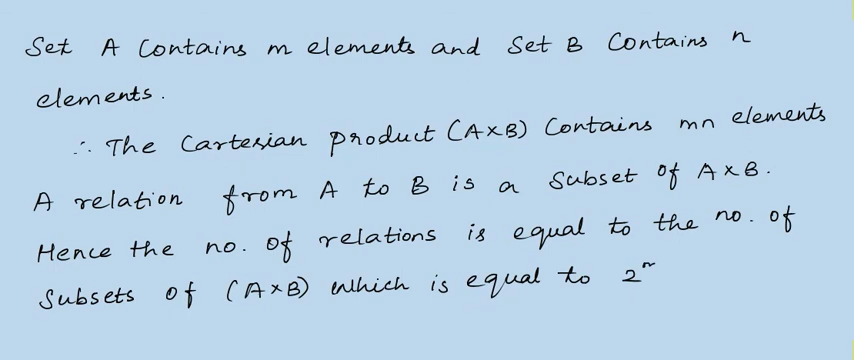 Set A Contains m elements and Set B Contains n
elements.
∴ The Cartesian product (A×B) Contains mn elements
A relation from A to B is a Subset of A×B.
Hence the no. of relations is equal to the no. of
Subsets of (A×B) which is equal to 2ⁿ